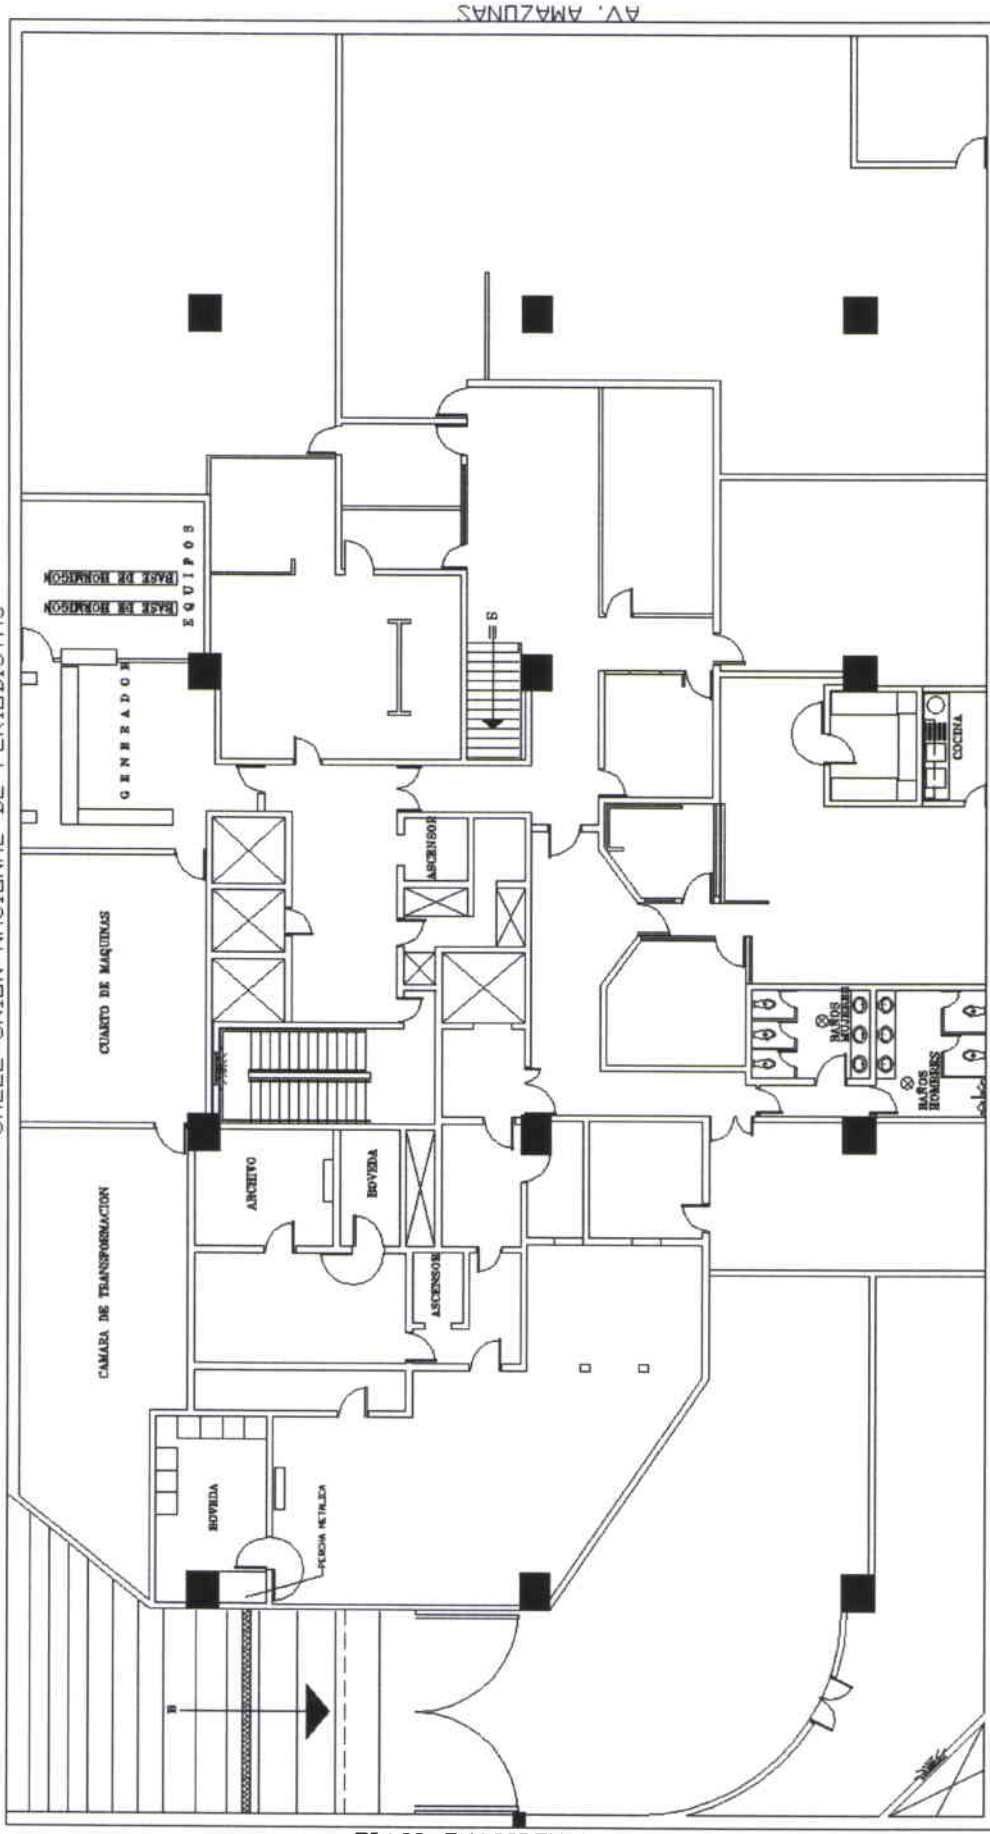 AV. AMAZONAS
EQUIPOS
BASE DE HORMIGON
BASE DE HORMIGON
GENERADOR
S
COCINA
ASCENSOR
CUARTO DE MAQUINAS
BAÑOS
MUJERES
BAÑOS
HOMBRES
ARCHIVO
BOVEDA
CAMARA DE TRANSFORMACION
ASCENSOR
BOVEDA
PERCHA METALICA
B